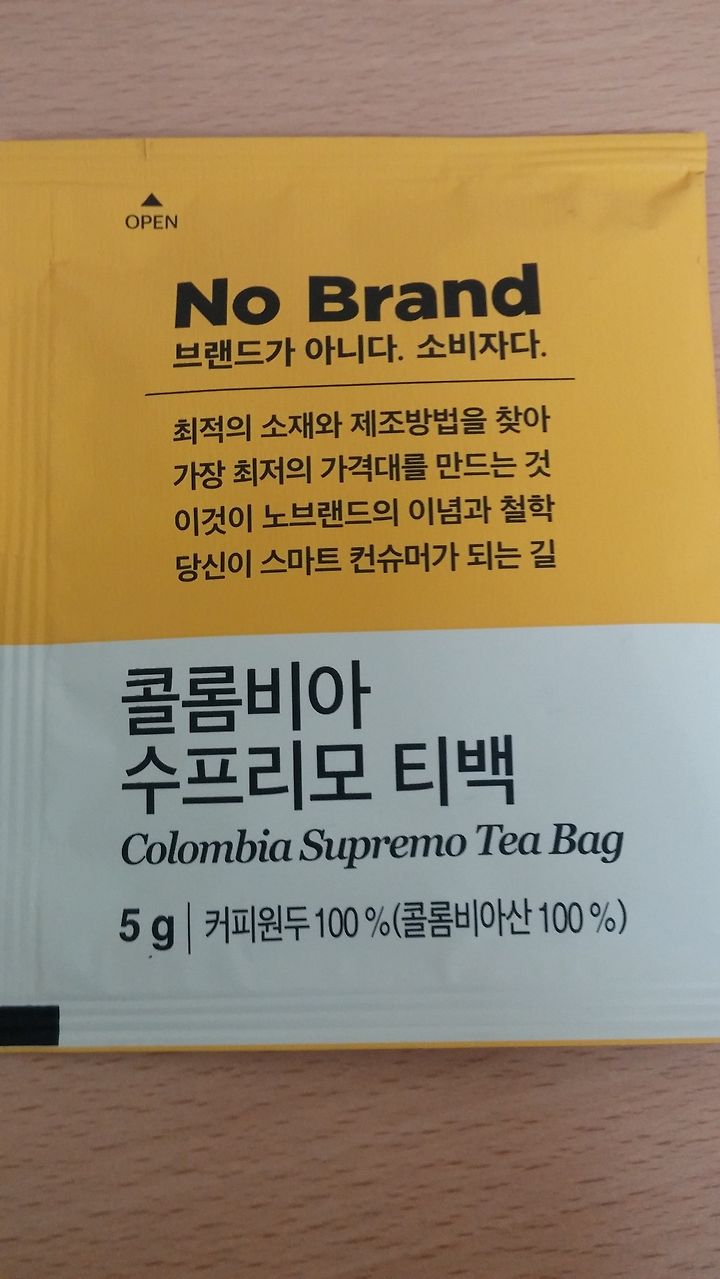 ▲
OPEN
No Brand
브랜드가 아니다. 소비자다.
최적의 소재와 제조방법을 찾아
가장 최저의 가격대를 만드는 것
이것이 노브랜드의 이념과 철학
당신이 스마트 컨슈머가 되는 길
콜롬비아
수프리모 티백
Colombia Supremo Tea Bag
5 g | 커피원두 100 % (콜롬비아산 100 %)